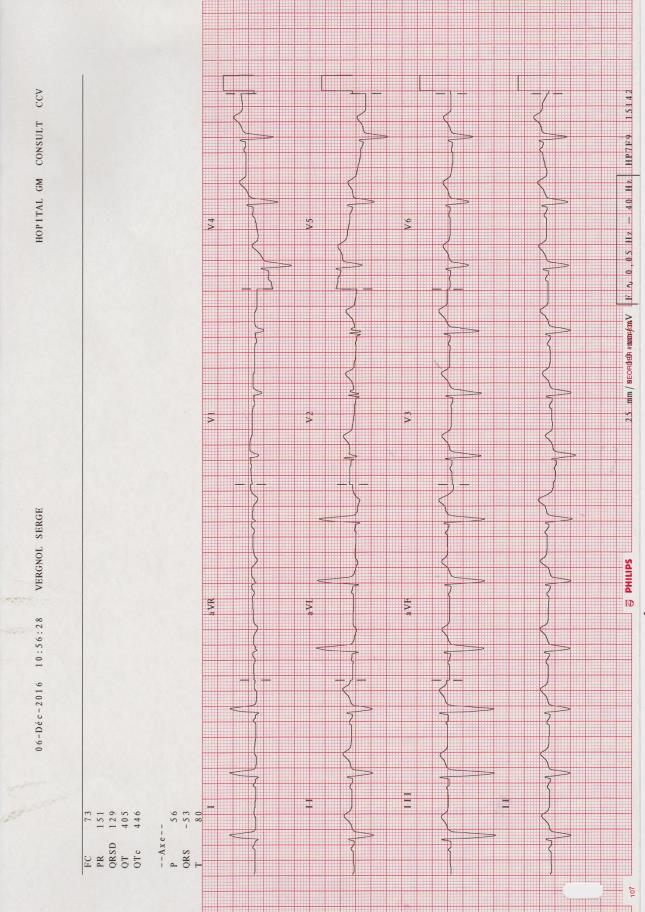 06-Déc-2016 10:56:28 VERGNOL SERGE HOPITAL GM CONSULT CCV
FC 73
PR 151
QRSD 129
QT 405
QTc 446
--Axe--
P 56
QRS -53
T 80
I aVR V1 V4
II aVL V2 V5
III aVF V3 V6
II
PHILIPS 25 mm/s F ~ 0,05 Hz — 40 Hz HP7F9 15142
107